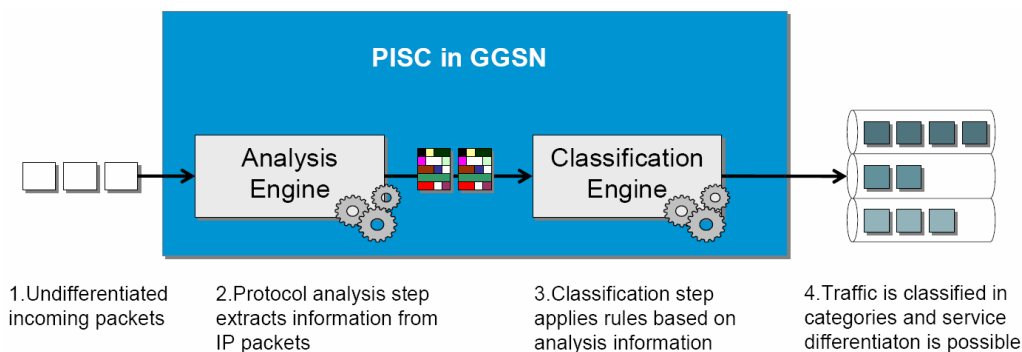 PISC in GGSN
Analysis
Engine
Classification
Engine
1.Undifferentiated
incoming packets
2.Protocol analysis step
extracts information from
IP packets
3.Classification step
applies rules based on
analysis information
4.Traffic is classified in
categories and service
differentiaton is possible